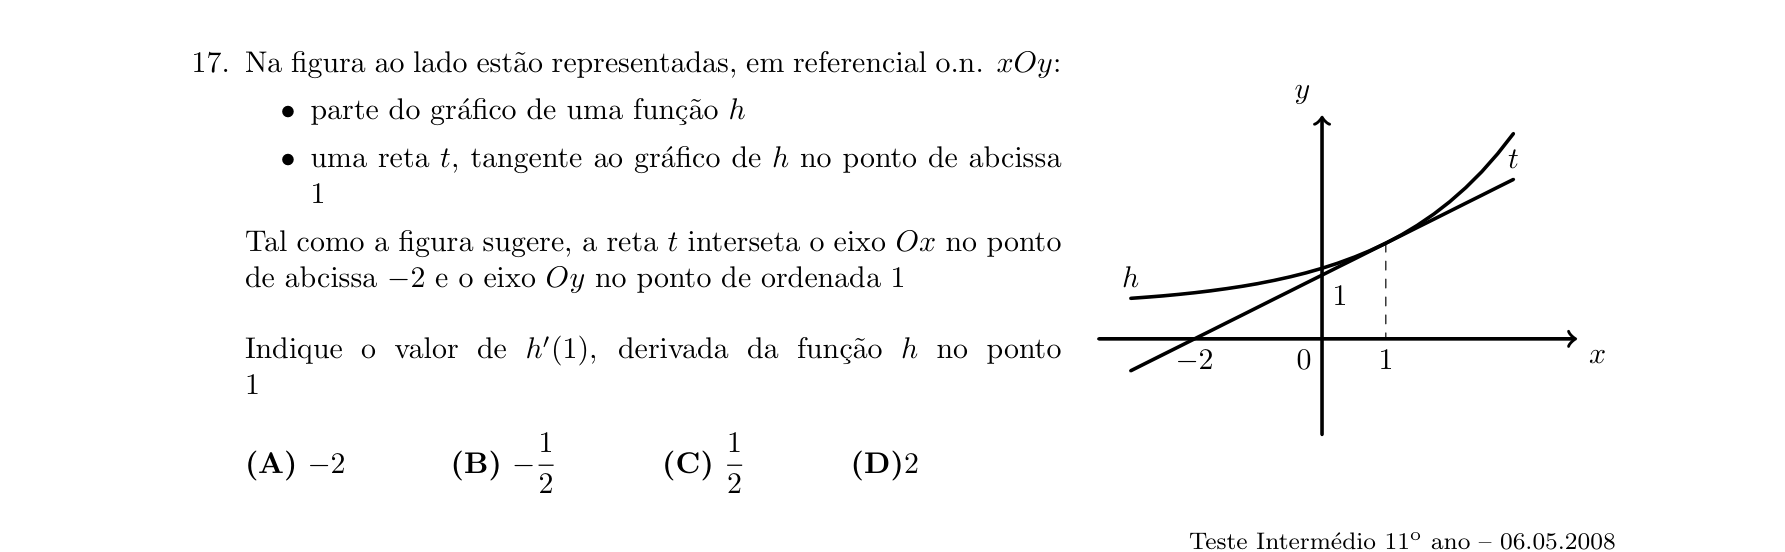 17. Na figura ao lado estão representadas, em referencial o.n. xOy:
• parte do gráfico de uma função h
• uma reta t, tangente ao gráfico de h no ponto de abcissa
1
Tal como a figura sugere, a reta t interseta o eixo Ox no ponto
de abcissa −2 e o eixo Oy no ponto de ordenada 1
Indique o valor de h′(1), derivada da função h no ponto
1
(A) −2 (B) −1/2 (C) 1/2 (D)2
y
t
h
1
−2 0 1
x
Teste Intermédio 11º ano – 06.05.2008